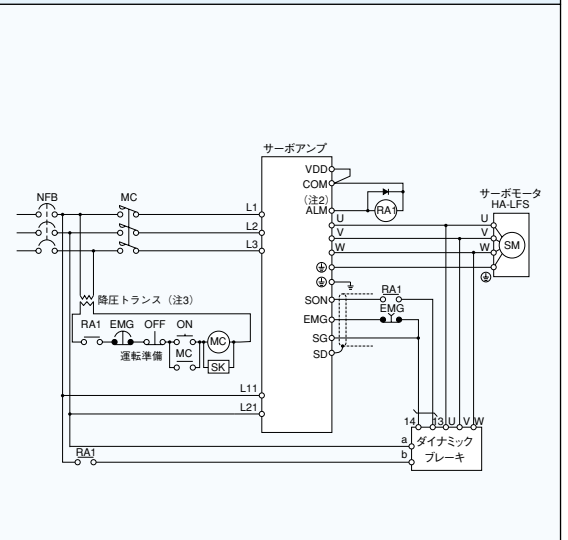 サーボアンプ
VDD
COM
(注2)
ALM
RA1
サーボモータ
HA-LFS
NFB
MC
L1
L2
L3
U
V
W
U
V
W
SM
降圧トランス（注3）
RA1
EMG
OFF
ON
MC
運転準備
MC
SK
SON
RA1
EMG
EMG
SG
SD
L11
L21
14
13
U
V
W
a
ダイナミック
b
ブレーキ
RA1